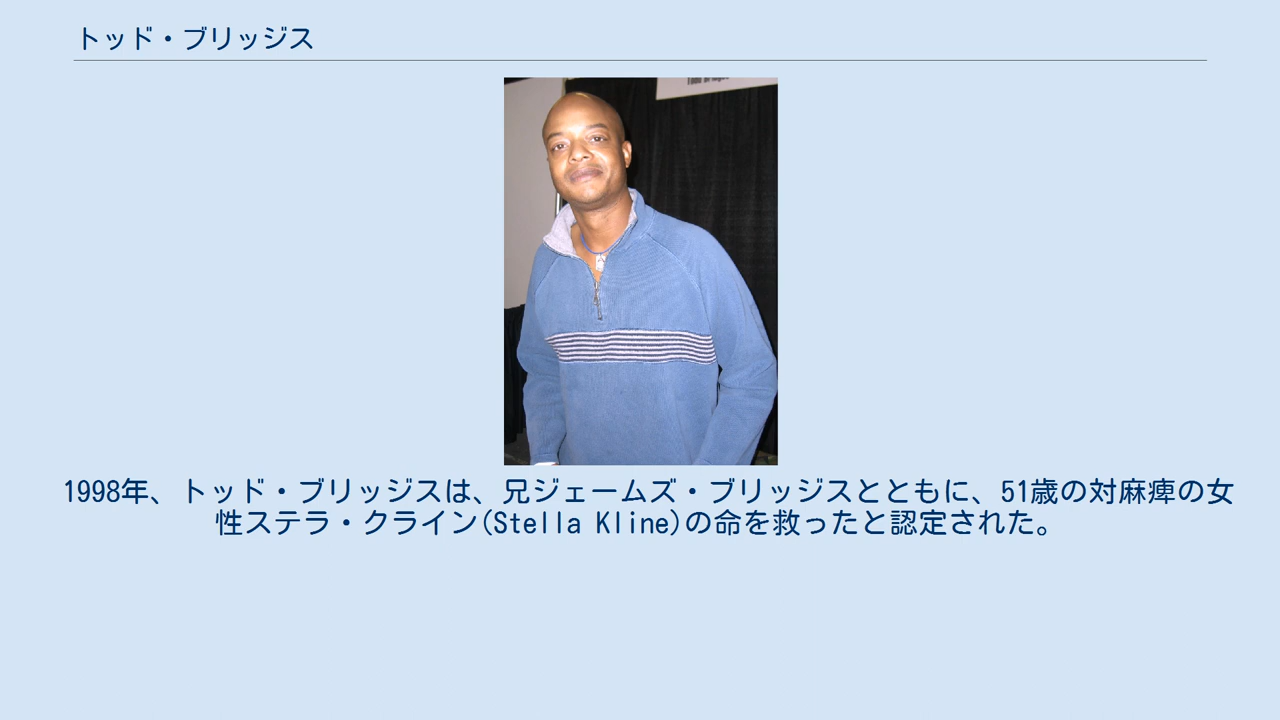 トッド・ブリッジス
1998年、トッド・ブリッジスは、兄ジェームズ・ブリッジスとともに、51歳の対麻痺の女
性ステラ・クライン(Stella Kline)の命を救ったと認定された。